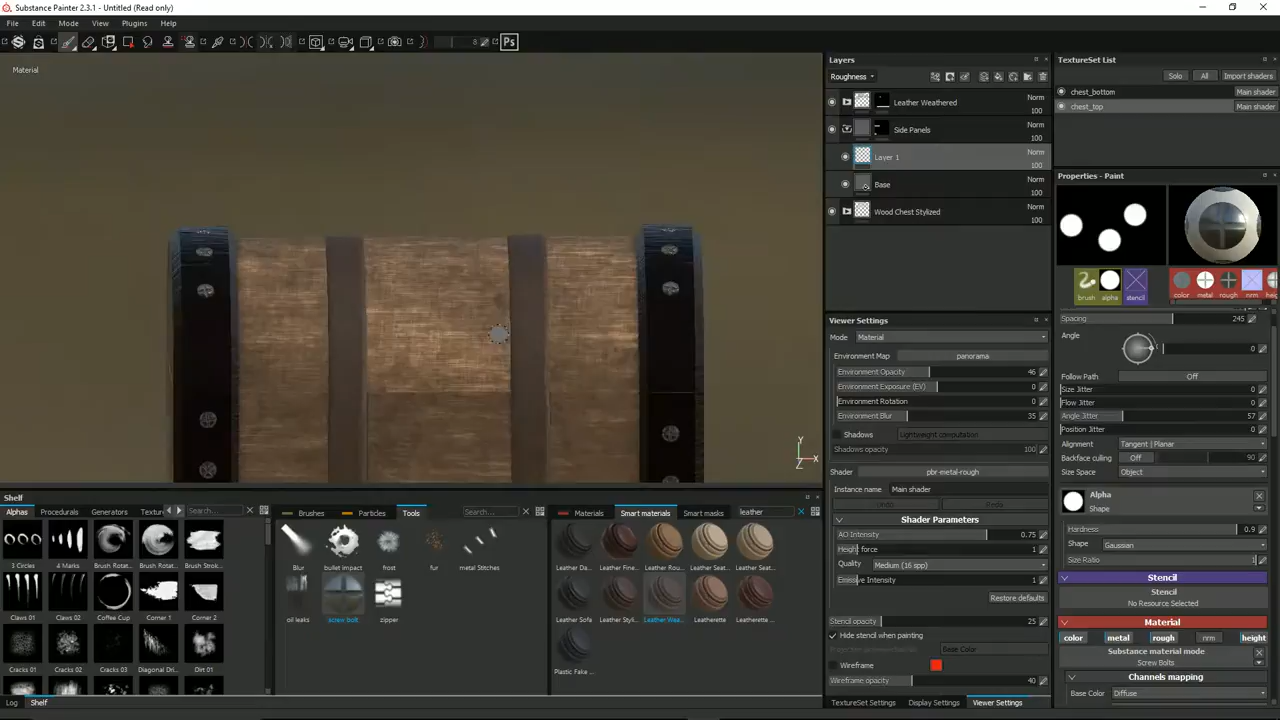 Substance Painter 2.3.1 - Untitled (Read only)
File Edit Mode View Plugins Help
8 Ps
Material
Layers
Roughness
Leather Weathered Norm 100
Side Panels Norm 100
Layer 1 Norm 100
Base Norm 100
Wood Chest Stylized Norm 100
Viewer Settings
Mode Material
Environment Map panorama
Environment Opacity 46
Environment Exposure (EV) 0
Environment Rotation 0
Environment Blur 35
Shadows Lightweight computation
Shadows opacity 100
Shader pbr-metal-rough
Instance name Main shader
Undo Redo
Shader Parameters
AO Intensity 0.75
Height force 1
Quality Medium (16 spp)
Emissive Intensity 1
Restore defaults
Stencil opacity 25
Hide stencil when painting
Base Color
Wireframe
Wireframe opacity 40
TextureSet Settings Display Settings Viewer Settings
TextureSet List
Solo All Import shaders
chest_bottom Main shader
chest_top Main shader
Properties - Paint
brush alpha stencil color metal rough nrm hei
Spacing 245
Angle
0
Follow Path Off
Size Jitter 0
Flow Jitter 0
Angle Jitter 57
Position Jitter 0
Alignment Tangent | Planar
Backface culling Off 90
Size Space Object
Alpha
Shape
Hardness 0.9
Shape Gaussian
Size Ratio 1
Stencil
Stencil
No Resource Selected
Material
color metal rough nrm height
Substance material mode
Screw Bolts
Channels mapping
Base Color Diffuse
Y
X
Z
Shelf
Alphas Procedurals Generators Textur Search...
3 Circles 4 Marks Brush Rotat... Brush Rotat... Brush Strok...
Claws 01 Claws 02 Coffee Cup Corner 1 Corner 2
Cracks 01 Cracks 02 Cracks 03 Diagonal Dri... Dirt 01
Brushes Particles Tools Search...
Blur bullet impact frost fur metal Stitches
oil leaks screw bolt zipper
Materials Smart materials Smart masks leather
Leather Da... Leather Fine... Leather Rou... Leather Seat... Leather Seat...
Leather Sofa Leather Styli... Leather Wea... Leatherette Leatherette ...
Plastic Fake ...
Log Shelf